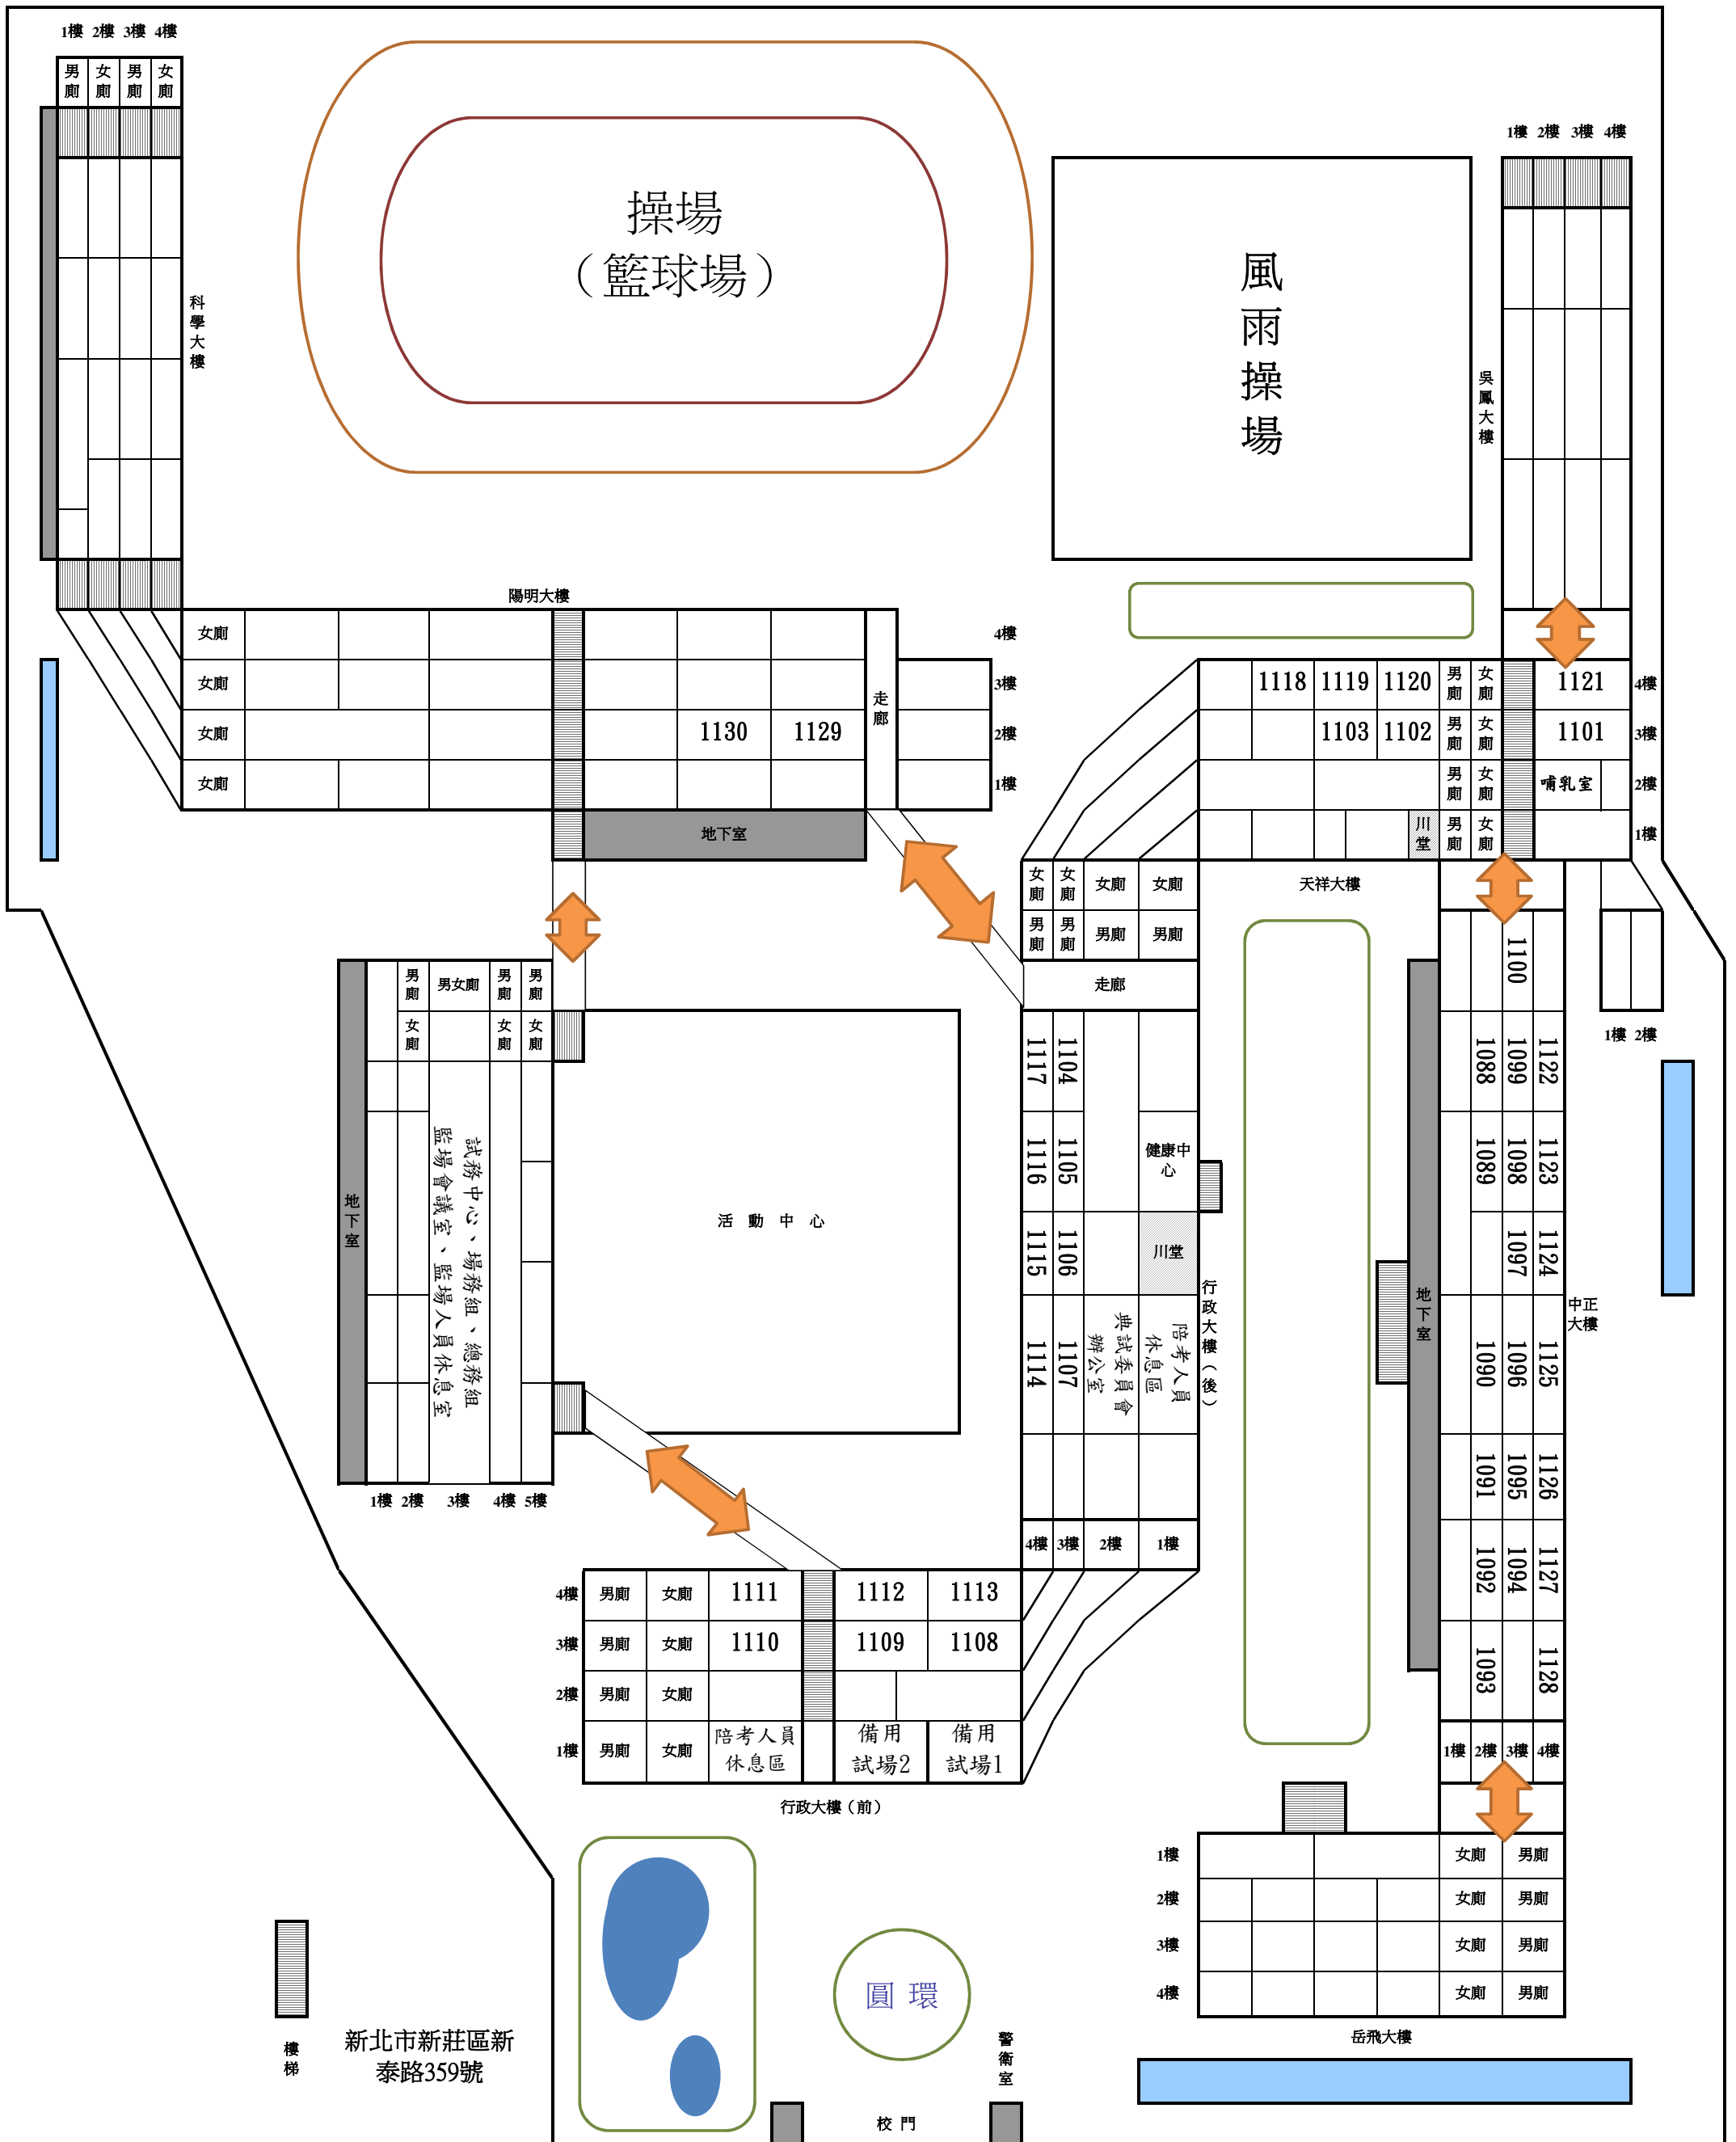 1樓 2樓 3樓 4樓
男廁 女廁 男廁 女廁
科學大樓
操場
（籃球場）
風雨操場
1樓 2樓 3樓 4樓
吳鳳大樓
陽明大樓
女廁 4樓
女廁 3樓
女廁 1130 1129 2樓
女廁 1樓
走廊
地下室
1118 1119 1120 男廁 女廁 1121 4樓
1103 1102 男廁 女廁 1101 3樓
男廁 女廁 哺乳室 2樓
川堂 男廁 女廁 1樓
天祥大樓
女廁 女廁 女廁 女廁
男廁 男廁 男廁 男廁
走廊
1117 1104
1116 1105 健康中心
1115 1106 川堂
1114 1107
典試委員會
辦公室
陪考人員
休息區
4樓 3樓 2樓 1樓
行政大樓（後）
男廁 男女廁 男廁 男廁
女廁 女廁 女廁
地下室
試務中心、場務組、總務組
監場會議室、監場人員休息室
1樓 2樓 3樓 4樓 5樓
活動中心
1100
1088 1099 1122
1089 1098 1123
1097 1124
1090 1096 1125
1091 1095 1126
1092 1094 1127
1093 1128
1樓 2樓 3樓 4樓
地下室
中正
大樓
1樓 2樓
4樓 男廁 女廁 1111 1112 1113
3樓 男廁 女廁 1110 1109 1108
2樓 男廁 女廁
1樓 男廁 女廁 陪考人員
休息區
備用
試場2
備用
試場1
行政大樓（前）
1樓 女廁 男廁
2樓 女廁 男廁
3樓 女廁 男廁
4樓 女廁 男廁
岳飛大樓
圓環
樓梯
新北市新莊區新
泰路359號
警衛室
校門